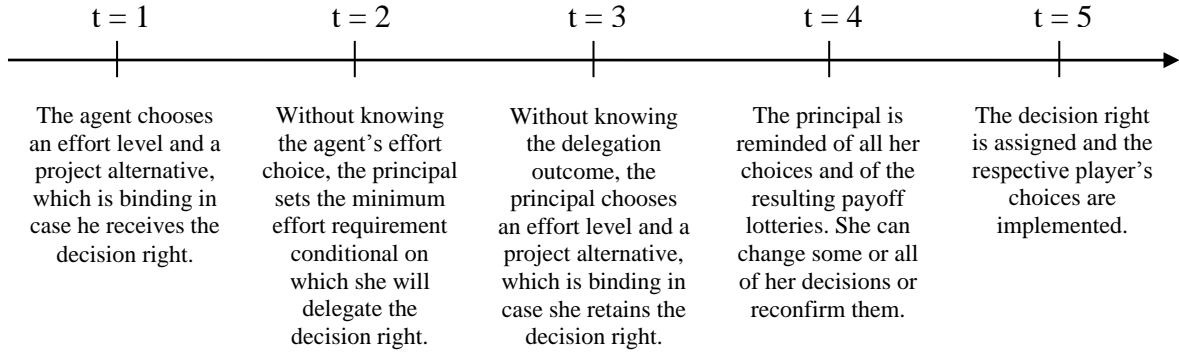 t = 1
t = 2
t = 3
t = 4
t = 5
The agent chooses
an effort level and a
project alternative,
which is binding in
case he receives the
decision right.
Without knowing
the agent’s effort
choice, the principal
sets the minimum
effort requirement
conditional on
which she will
delegate the
decision right.
Without knowing
the delegation
outcome, the
principal chooses
an effort level and a
project alternative,
which is binding in
case she retains the
decision right.
The principal is
reminded of all her
choices and of the
resulting payoff
lotteries. She can
change some or all
of her decisions or
reconfirm them.
The decision right
is assigned and the
respective player’s
choices are
implemented.